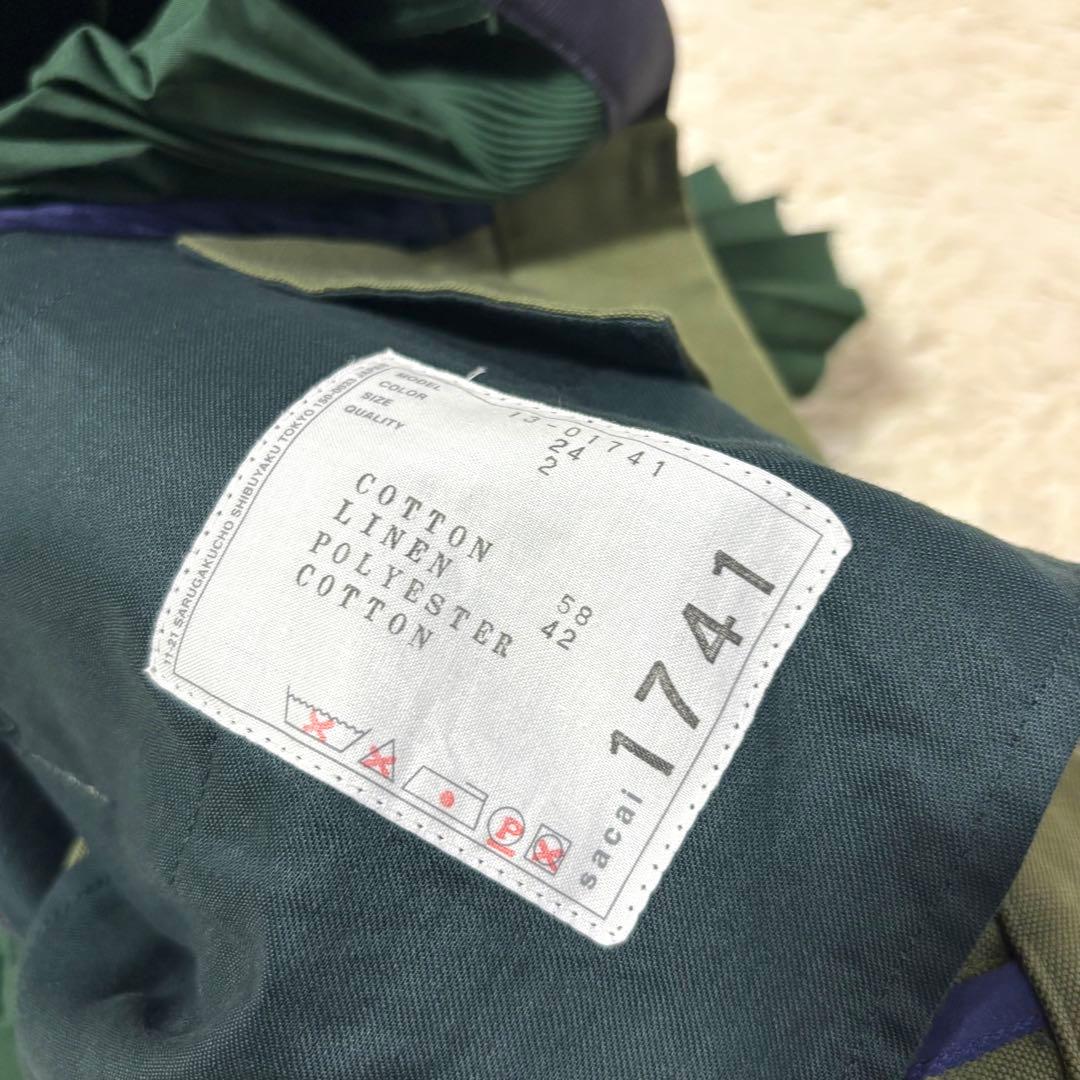 MODEL 13-01741
COLOR 24
SIZE 2
QUALITY
COTTON
LINEN 58
POLYESTER 42
COTTON
P
sacai 1741
11-21 SARUGAKUCHO SHIBUYAKU TOKYO 150-0033 JAPAN